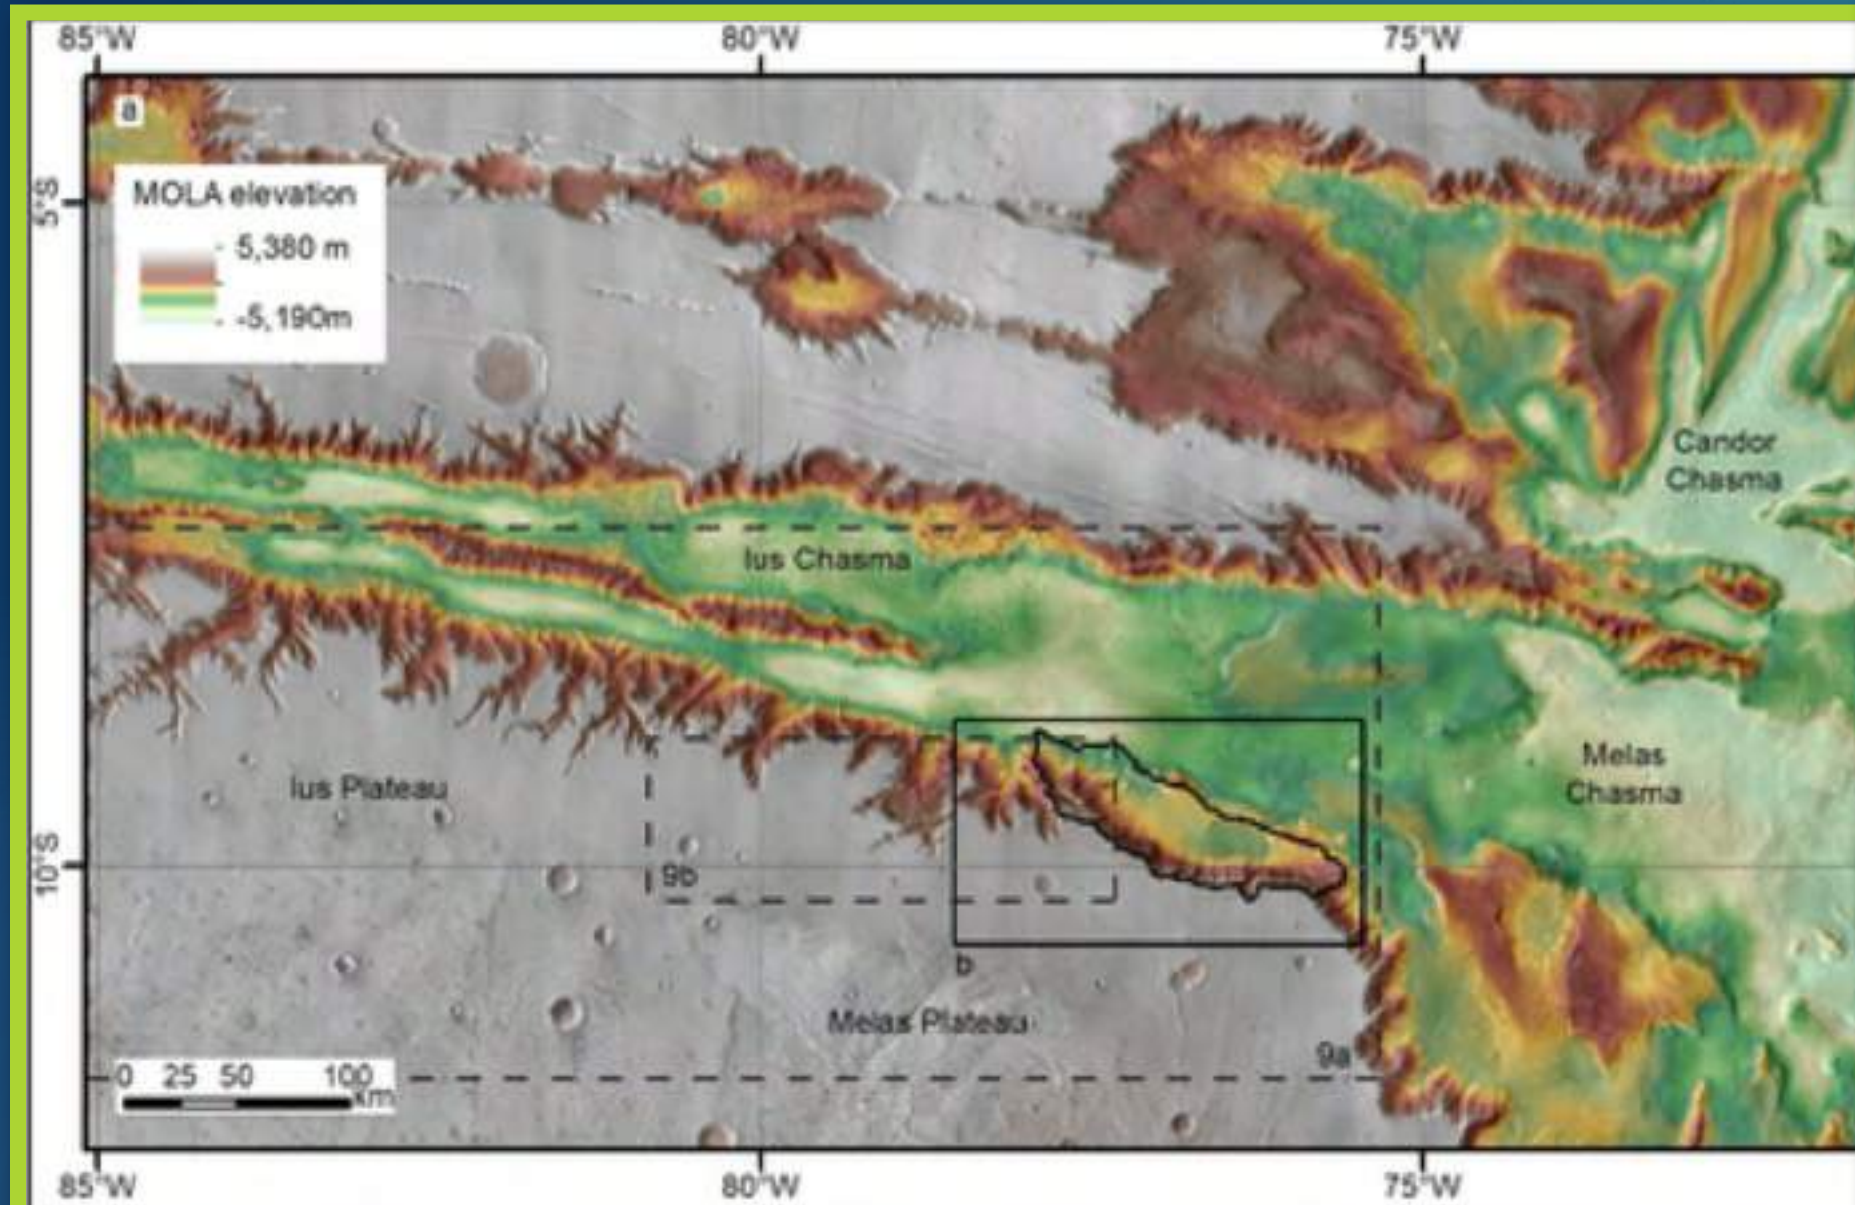 85°W 80°W 75°W
a
5°S
MOLA elevation
5,380 m
-5,190m
Candor
Chasma
Ius Chasma
Melas
Chasma
Ius Plateau
10°S
9b
b
Melas Plateau
9a
0 25 50 100
km
85°W 80°W 75°W